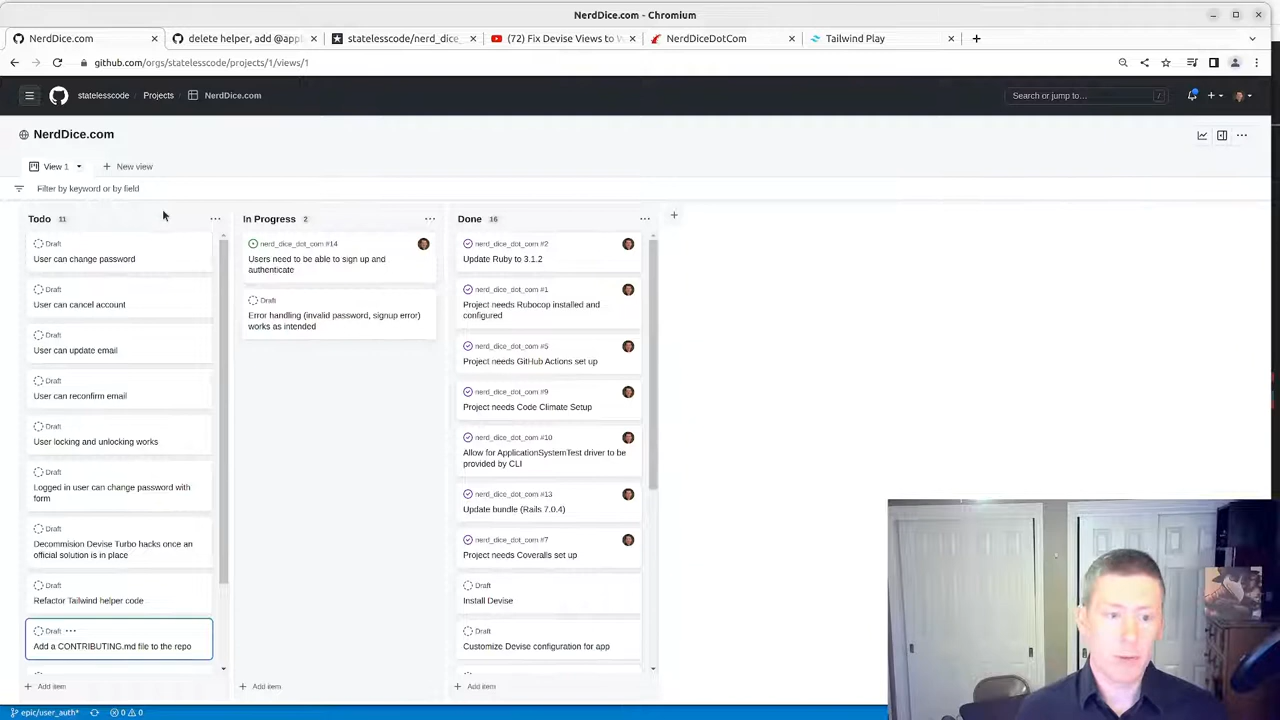 NerdDice.com - Chromium
NerdDice.com
delete helper, add @appl
statelesscode/nerd_dice_
(72) Fix Devise Views to W
NerdDiceDotCom
Tailwind Play
github.com/orgs/statelesscode/projects/1/views/1
statelesscode
Projects
NerdDice.com
Search or jump to...
/
NerdDice.com
View 1
New view
Filter by keyword or by field
Todo 11
Draft
User can change password
Draft
User can cancel account
Draft
User can update email
Draft
User can reconfirm email
Draft
User locking and unlocking works
Draft
Logged in user can change password with
form
Draft
Decommision Devise Turbo hacks once an
official solution is in place
Draft
Refactor Tailwind helper code
Draft
Add a CONTRIBUTING.md file to the repo
Add item
In Progress 2
nerd_dice_dot_com #14
Users need to be able to sign up and
authenticate
Draft
Error handling (invalid password, signup error)
works as intended
Add item
Done 16
nerd_dice_dot_com #2
Update Ruby to 3.1.2
nerd_dice_dot_com #1
Project needs Rubocop installed and
configured
nerd_dice_dot_com #5
Project needs GitHub Actions set up
nerd_dice_dot_com #9
Project needs Code Climate Setup
nerd_dice_dot_com #10
Allow for ApplicationSystemTest driver to be
provided by CLI
nerd_dice_dot_com #13
Update bundle (Rails 7.0.4)
nerd_dice_dot_com #7
Project needs Coveralls set up
Draft
Install Devise
Draft
Customize Devise configuration for app
Add item
epic/user_auth*
0
0